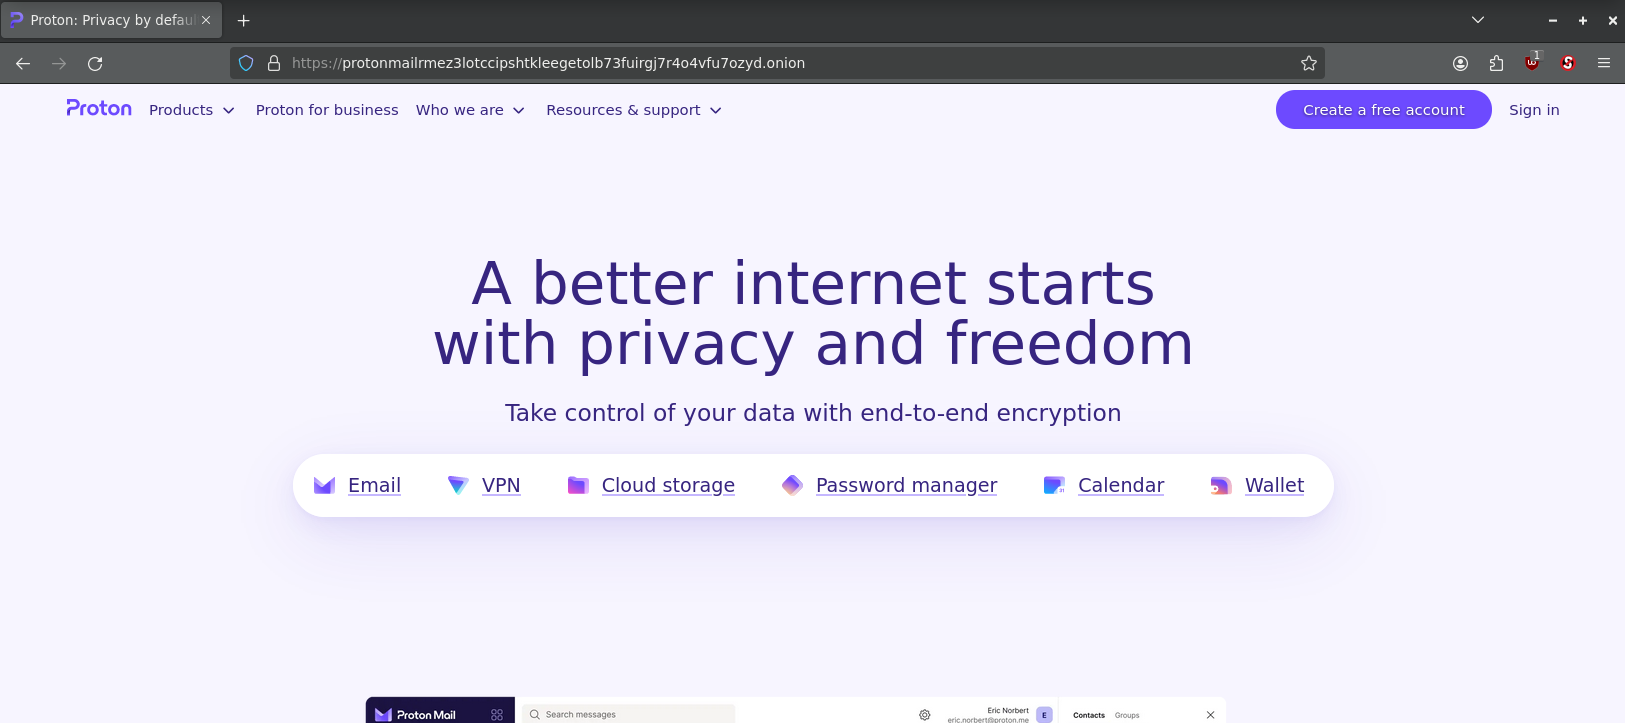 Proton: Privacy by defau
https://protonmailrmez3lotccipshtkleegetolb73fuirgj7r4o4vfu7ozyd.onion
1
Proton Products Proton for business Who we are Resources & support Create a free account Sign in
A better internet starts
with privacy and freedom
Take control of your data with end-to-end encryption
Email VPN Cloud storage Password manager Calendar Wallet
Proton Mail Search messages Eric Norbert E Contacts Groups
eric.norbert@proton.me